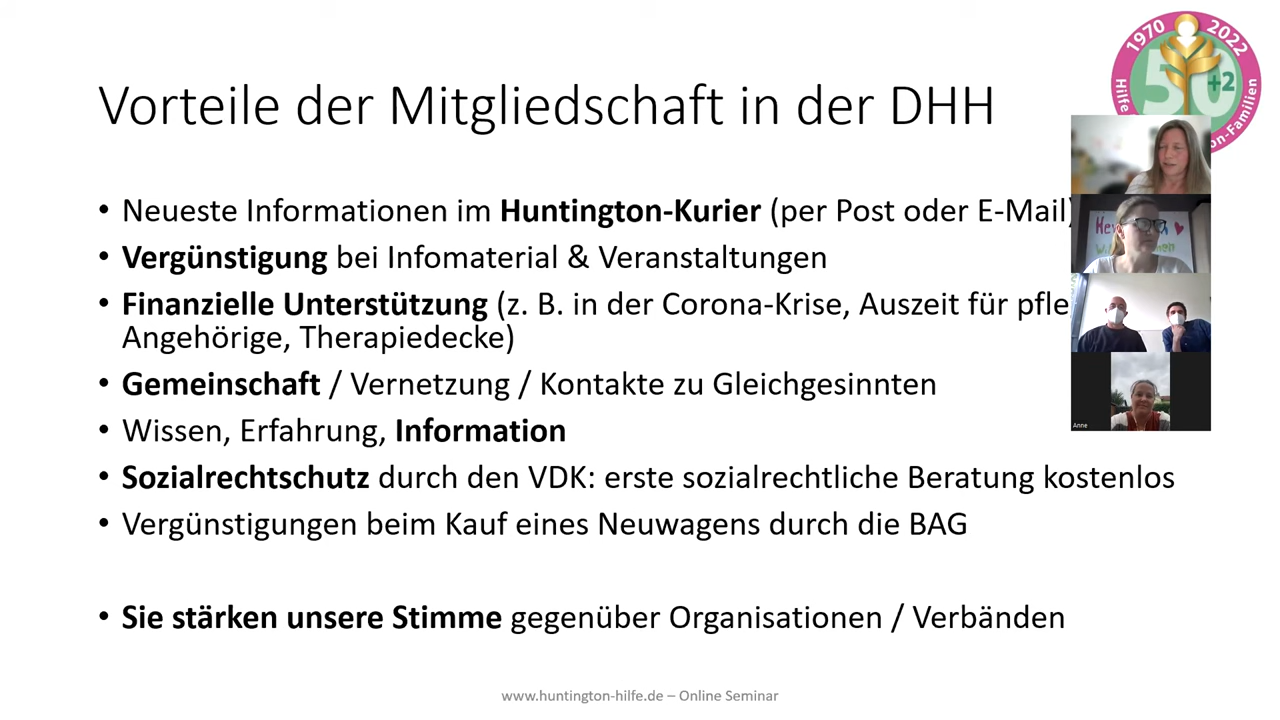 1970 2022
50 +2
Hilfe
on-Familien
Vorteile der Mitgliedschaft in der DHH
• Neueste Informationen im Huntington-Kurier (per Post oder E-Mail)
• Vergünstigung bei Infomaterial & Veranstaltungen
• Finanzielle Unterstützung (z. B. in der Corona-Krise, Auszeit für pfle
Angehörige, Therapiedecke)
• Gemeinschaft / Vernetzung / Kontakte zu Gleichgesinnten
• Wissen, Erfahrung, Information
• Sozialrechtschutz durch den VDK: erste sozialrechtliche Beratung kostenlos
• Vergünstigungen beim Kauf eines Neuwagens durch die BAG
• Sie stärken unsere Stimme gegenüber Organisationen / Verbänden
Anne
www.huntington-hilfe.de – Online Seminar